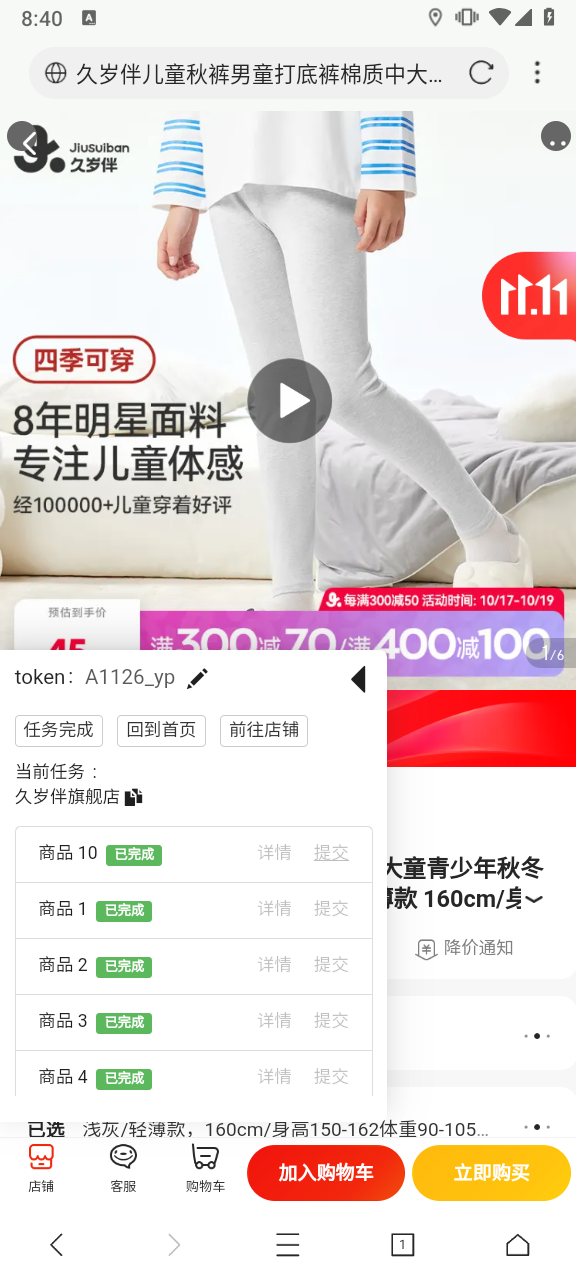 8:40
A
久岁伴儿童秋裤男童打底裤棉质中大...
Jiusuiban
久岁伴
11.11
四季可穿
8年明星面料
专注儿童体感
经100000+儿童穿着好评
每满300减50 活动时间: 10/17-10/19
预估到手价
满300减70/满400减100
1/6
token: A1126_yp
任务完成 回到首页 前往店铺
当前任务：
久岁伴旗舰店
商品 10 已完成 详情 提交
大童青少年秋冬
商品 1 已完成 详情 提交
薄款 160cm/身
降价通知
商品 2 已完成 详情 提交
商品 3 已完成 详情 提交
商品 4 已完成 详情 提交
已选 浅灰/轻薄款，160cm/身高150-162体重90-105...
店铺 客服 购物车 加入购物车 立即购买
1